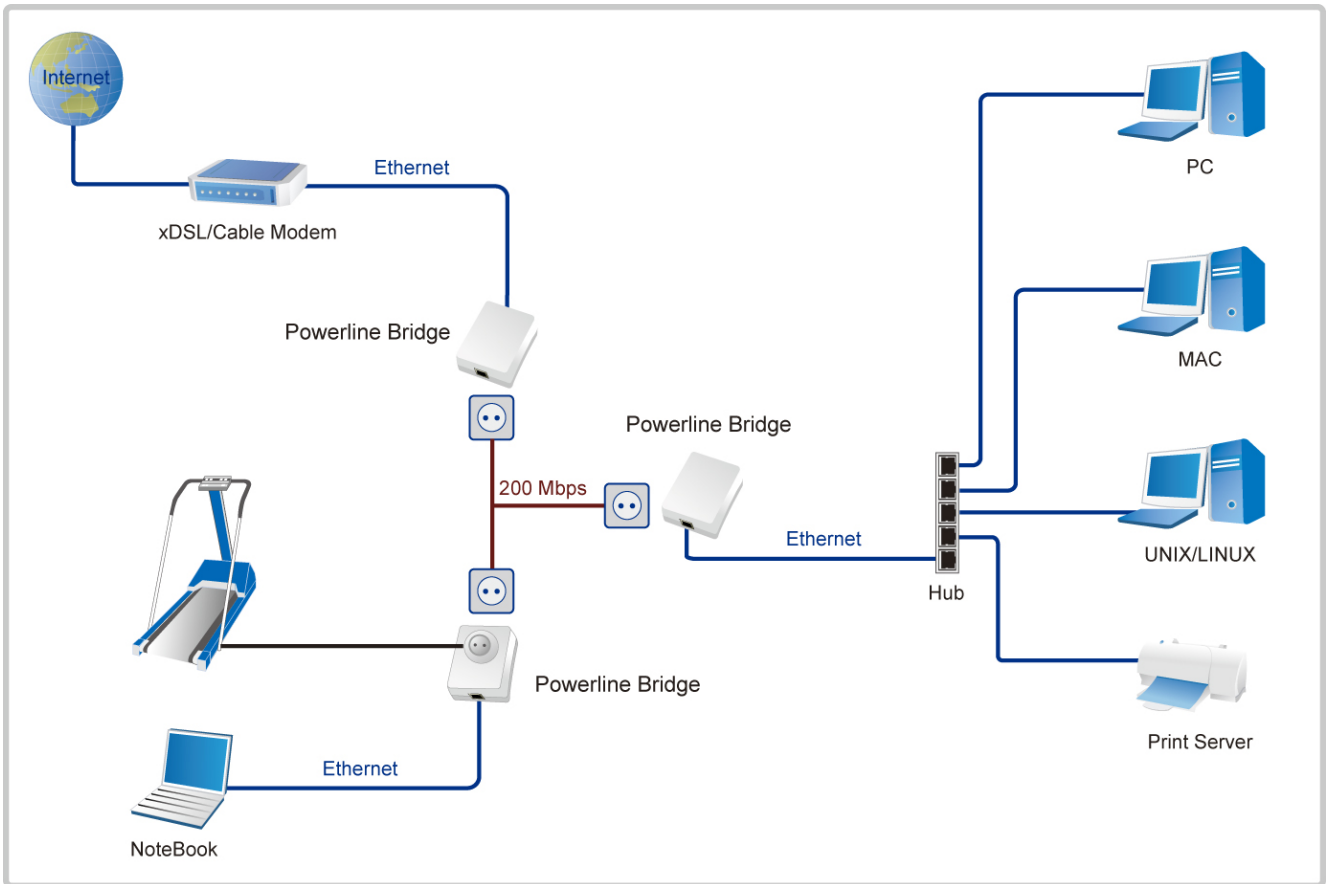 Internet
Ethernet
xDSL/Cable Modem
PC
Powerline Bridge
MAC
Powerline Bridge
200 Mbps
Ethernet
UNIX/LINUX
Hub
Powerline Bridge
Print Server
Ethernet
NoteBook